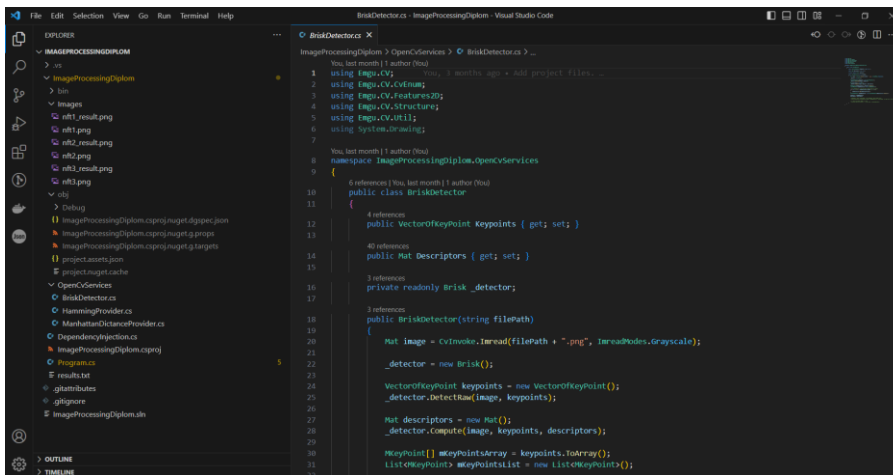 File Edit Selection View Go Run Terminal Help
BriskDetector.cs - ImageProcessingDiplom - Visual Studio Code
EXPLORER
IMAGEPROCESSINGDIPLOM
.vs
ImageProcessingDiplom
bin
Images
nft1_result.png
nft1.png
nft2_result.png
nft2.png
nft3_result.png
nft3.png
obj
Debug
ImageProcessingDiplom.csproj.nuget.dgspec.json
ImageProcessingDiplom.csproj.nuget.g.props
ImageProcessingDiplom.csproj.nuget.g.targets
project.assets.json
project.nuget.cache
OpenCvServices
BriskDetector.cs
HammingProvider.cs
ManhattanDictanceProvider.cs
DependencyInjection.cs
ImageProcessingDiplom.csproj
Program.cs 5
results.txt
.gitattributes
.gitignore
ImageProcessingDiplom.sln
OUTLINE
TIMELINE
BriskDetector.cs
ImageProcessingDiplom > OpenCvServices > BriskDetector.cs > ...
You, last month | 1 author (You)
1 using Emgu.CV; You, 3 months ago • Add project files. …
2 using Emgu.CV.CvEnum;
3 using Emgu.CV.Features2D;
4 using Emgu.CV.Structure;
5 using Emgu.CV.Util;
6 using System.Drawing;
7
You, last month | 1 author (You)
8 namespace ImageProcessingDiplom.OpenCvServices
9 {
6 references | You, last month | 1 author (You)
10 public class BriskDetector
11 {
4 references
12 public VectorOfKeyPoint Keypoints { get; set; }
13
40 references
14 public Mat Descriptors { get; set; }
15
3 references
16 private readonly Brisk _detector;
17
3 references
18 public BriskDetector(string filePath)
19 {
20 Mat image = CvInvoke.Imread(filePath + ".png", ImreadModes.Grayscale);
21
22 _detector = new Brisk();
23
24 VectorOfKeyPoint keypoints = new VectorOfKeyPoint();
25 _detector.DetectRaw(image, keypoints);
26
27 Mat descriptors = new Mat();
28 _detector.Compute(image, keypoints, descriptors);
29
30 MKeyPoint[] mKeyPointsArray = keypoints.ToArray();
31 List<MKeyPoint> mKeyPointsList = new List<MKeyPoint>();